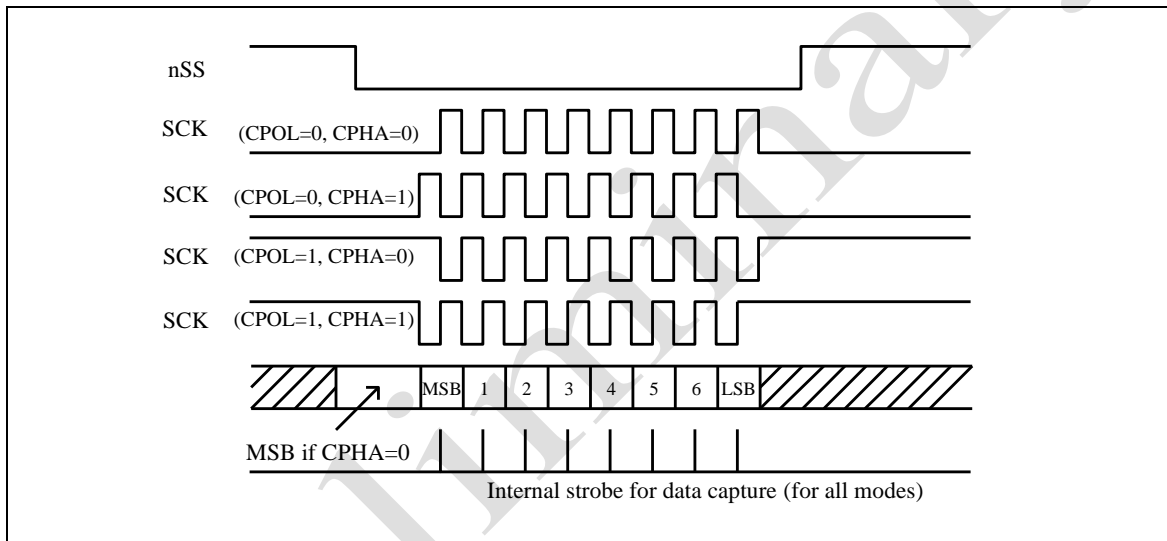 nSS
SCK (CPOL=0, CPHA=0)
SCK (CPOL=0, CPHA=1)
SCK (CPOL=1, CPHA=0)
SCK (CPOL=1, CPHA=1)
MSB 1 2 3 4 5 6 LSB
MSB if CPHA=0
Internal strobe for data capture (for all modes)